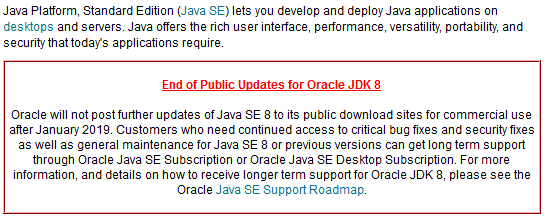 Java Platform, Standard Edition (Java SE) lets you develop and deploy Java applications on
desktops and servers. Java offers the rich user interface, performance, versatility, portability, and
security that today's applications require.
End of Public Updates for Oracle JDK 8
Oracle will not post further updates of Java SE 8 to its public download sites for commercial use
after January 2019. Customers who need continued access to critical bug fixes and security fixes
as well as general maintenance for Java SE 8 or previous versions can get long term support
through Oracle Java SE Subscription or Oracle Java SE Desktop Subscription. For more
information, and details on how to receive longer term support for Oracle JDK 8, please see the
Oracle Java SE Support Roadmap.